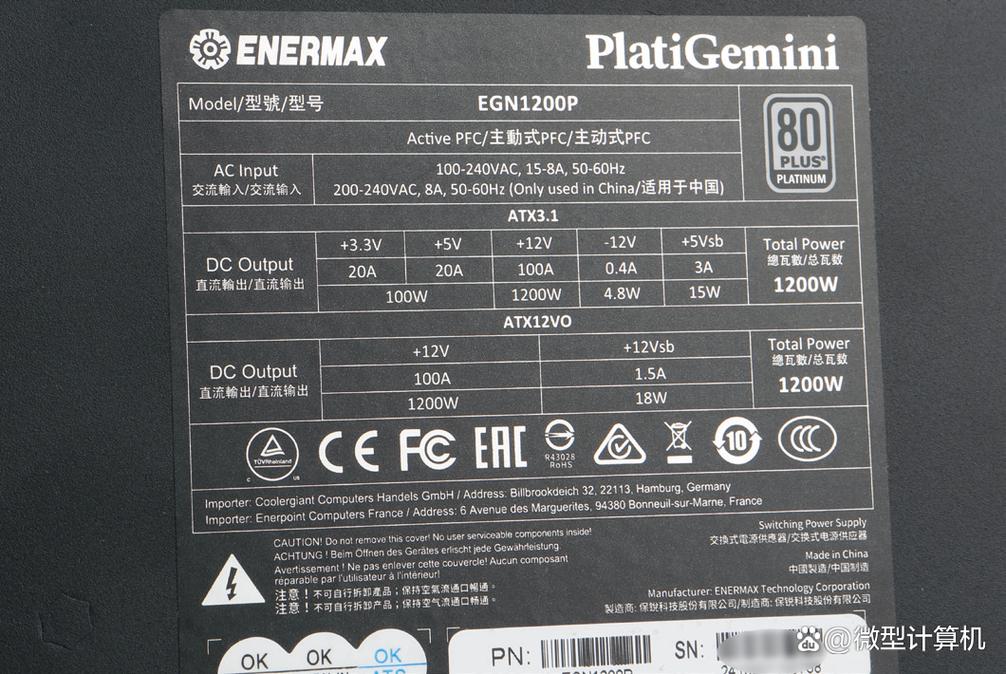 ENERMAX
PlatiGemini
Model/型號/型号
EGN1200P
Active PFC/主動式PFC/主动式PFC
80
PLUS®
PLATINUM
AC Input
交流輸入/交流输入
100-240VAC, 15-8A, 50-60Hz
200-240VAC, 8A, 50-60Hz (Only used in China/适用于中国)
ATX3.1
DC Output
直流輸出/直流输出
+3.3V +5V +12V -12V +5Vsb
20A 20A 100A 0.4A 3A
100W 1200W 4.8W 15W
Total Power
總瓦數/总瓦数
1200W
ATX12VO
DC Output
直流輸出/直流输出
+12V +12Vsb
100A 1.5A
1200W 18W
Total Power
總瓦數/总瓦数
1200W
TÜVRheinland
C US
CE FC EAC
R43028
RoHS
10
CCC
Importer: Coolergiant Computers Handels GmbH / Address: Billbrookdeich 32, 22113, Hamburg, Germany
Importer: Enerpoint Computers France / Address: 6 Avenue des Marguerites, 94380 Bonneuil-sur-Marne, France
CAUTION! Do not remove this cover! No user serviceable components inside!
ACHTUNG ! Beim Öffnen des Gerätes erlischt jede Gewährleistung.
Avertissement ! Ne pas enlever cette couvercle! Aucun composant
réparable par l'utilisateur à l'intérieur!
注意！不可自行拆卸產品；保持空氣流通口暢通。
注意！不可自行拆卸产品；保持空气流通口畅通。
Switching Power Supply
交換式電源供應器/交换式电源供应器
Made in China
中國製造/中国制造
Manufacturer: ENERMAX Technology Corporation
製造商: 保銳科技股份有限公司/制造商: 保锐科技股份有限公司
OK OK OK
ATS
PN:
EGN1200P
SN:
@微型计算机